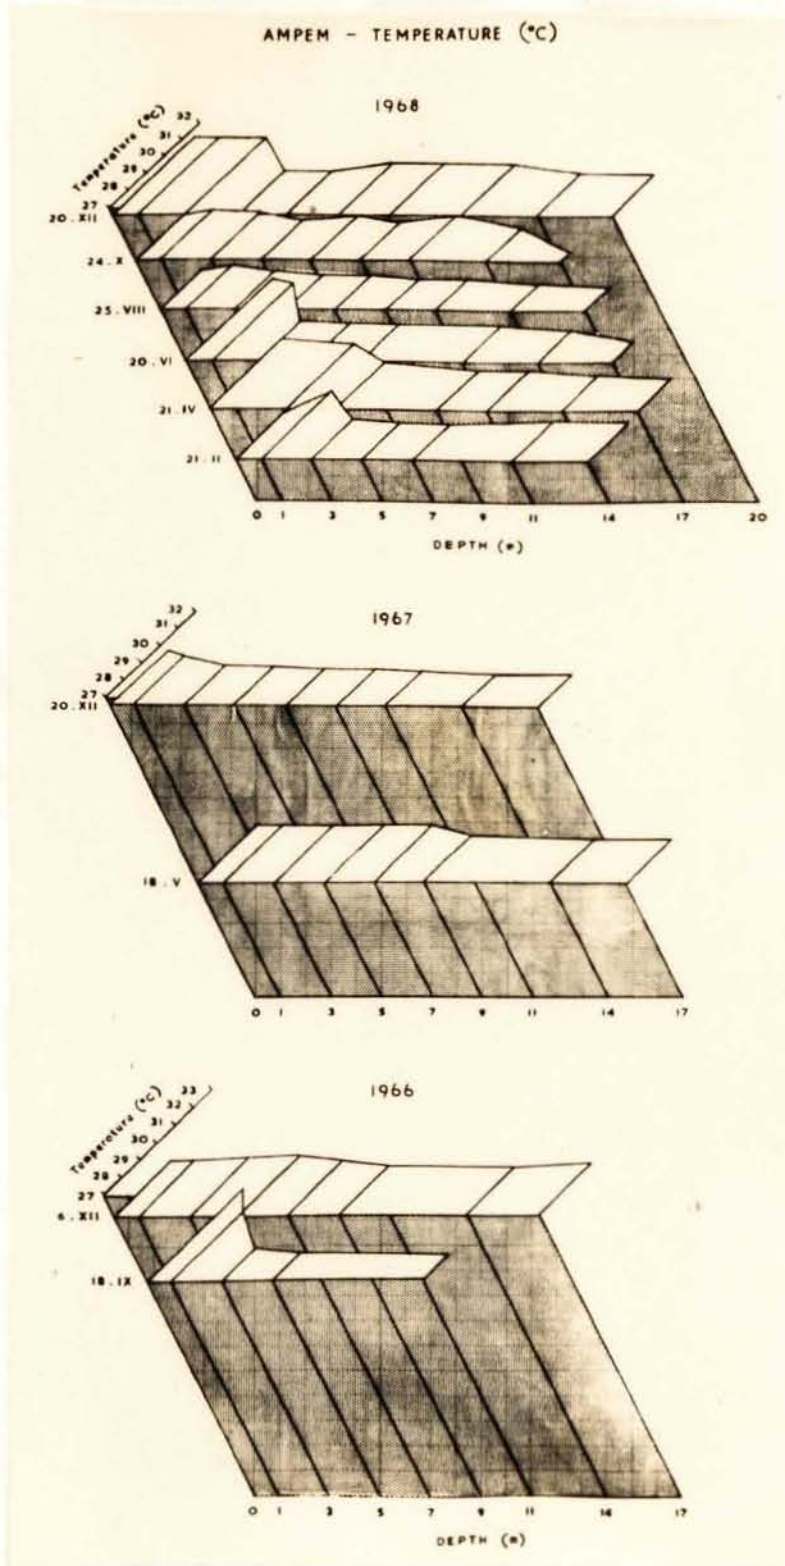 AMPEM - TEMPERATURE (°C)
1968
Temperature (°C)
32
31
30
29
28
27
20.XII
24.X
25.VIII
20.VI
21.IV
21.II
0 1 3 5 7 9 11 14 17 20
DEPTH (m)
1967
32
31
30
29
28
27
20.XII
18.V
0 1 3 5 7 9 11 14 17
1966
Temperature (°C)
33
32
31
30
29
28
27
6.XII
18.IX
0 1 3 5 7 9 11 14 17
DEPTH (m)